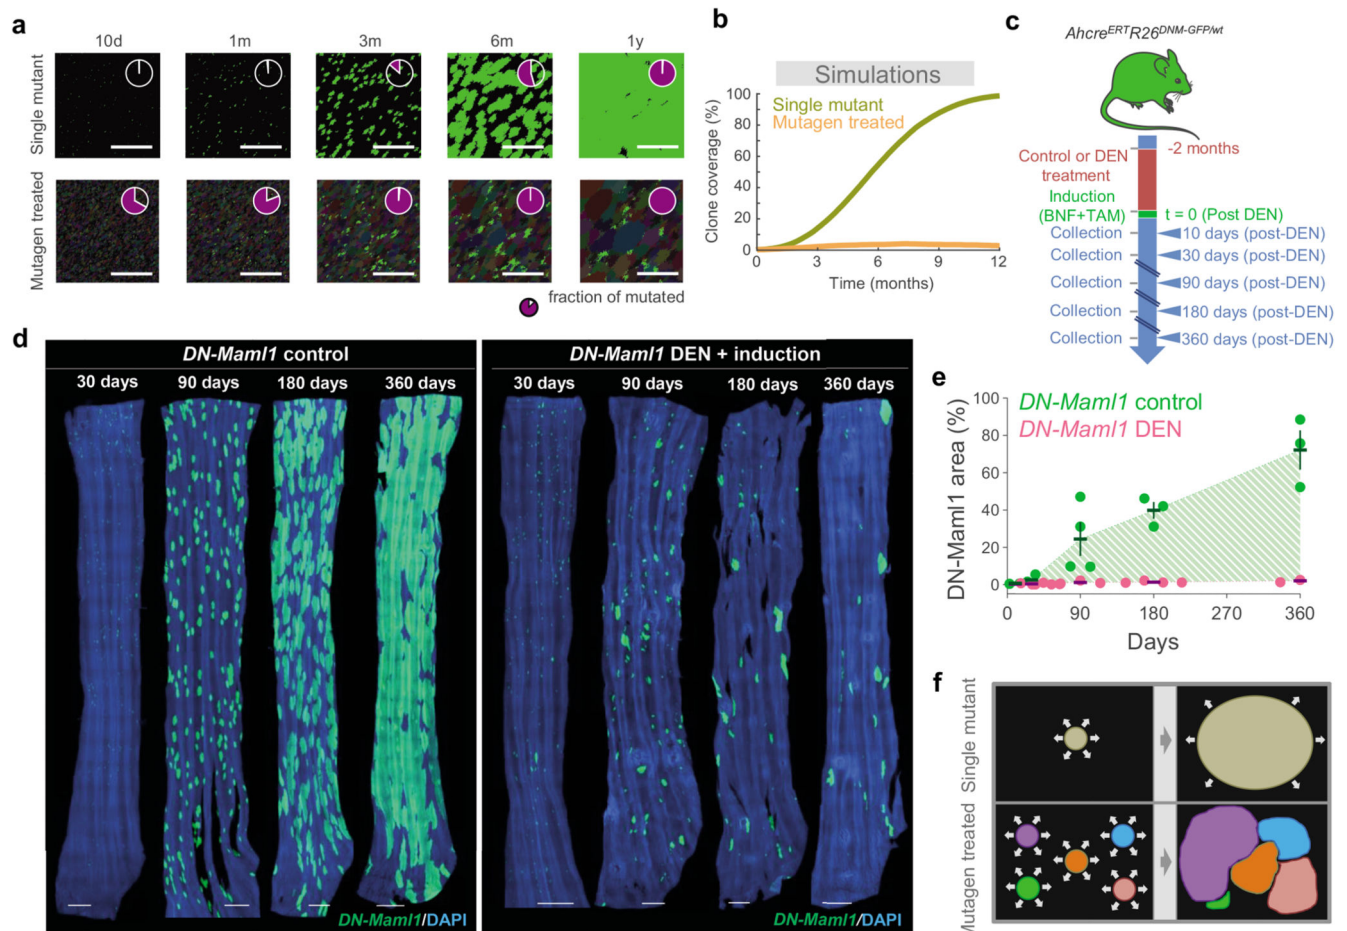 a
10d 1m 3m 6m 1y
Single mutant
Mutagen treated
fraction of mutated
b
Simulations
Single mutant
Mutagen treated
Clone coverage (%)
100
80
60
40
20
0
0 3 6 9 12
Time (months)
c
AhcreERTR26DNM-GFP/wt
-2 months
Control or DEN
treatment
Induction
(BNF+TAM) t = 0 (Post DEN)
Collection 10 days (post-DEN)
Collection 30 days (post-DEN)
Collection 90 days (post-DEN)
Collection 180 days (post-DEN)
Collection 360 days (post-DEN)
d
DN-Maml1 control
30 days 90 days 180 days 360 days
DN-Maml1/DAPI
DN-Maml1 DEN + induction
30 days 90 days 180 days 360 days
DN-Maml1/DAPI
e
DN-Maml1 control
DN-Maml1 DEN
DN-Maml1 area (%)
100
80
60
40
20
0
0 90 180 270 360
Days
f
Single mutant
Mutagen treated